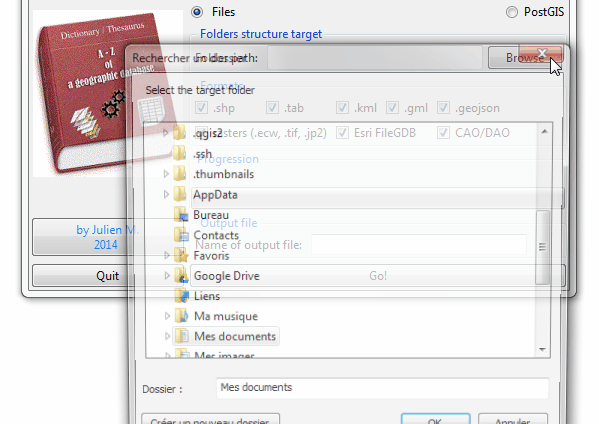 Files
PostGIS
Dictionary / Thesaurus
A - Z
of a
geographic database
Folders structure target
Rechercher un dossier
Folders path:
Browse
Select the target folder
Formats
.shp
.tab
.kml
.gml
.geojson
Rasters (.ecw, .tif, .jp2)
Esri FileGDB
CAO/DAO
.qgis2
.ssh
Progression
.thumbnails
AppData
Bureau
Output file
by Julien M.
2014
Contacts
Name of output file:
Favoris
Quit
Google Drive
Go!
Liens
Ma musique
Mes documents
Mes images
Dossier :
Mes documents
Créer un nouveau dossier
OK
Annuler